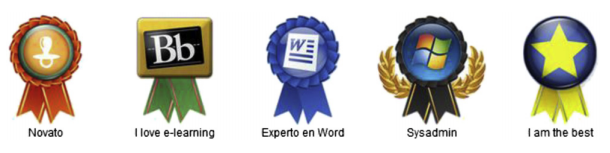 Bb
W
Novato
I love e-learning
Experto en Word
Sysadmin
I am the best